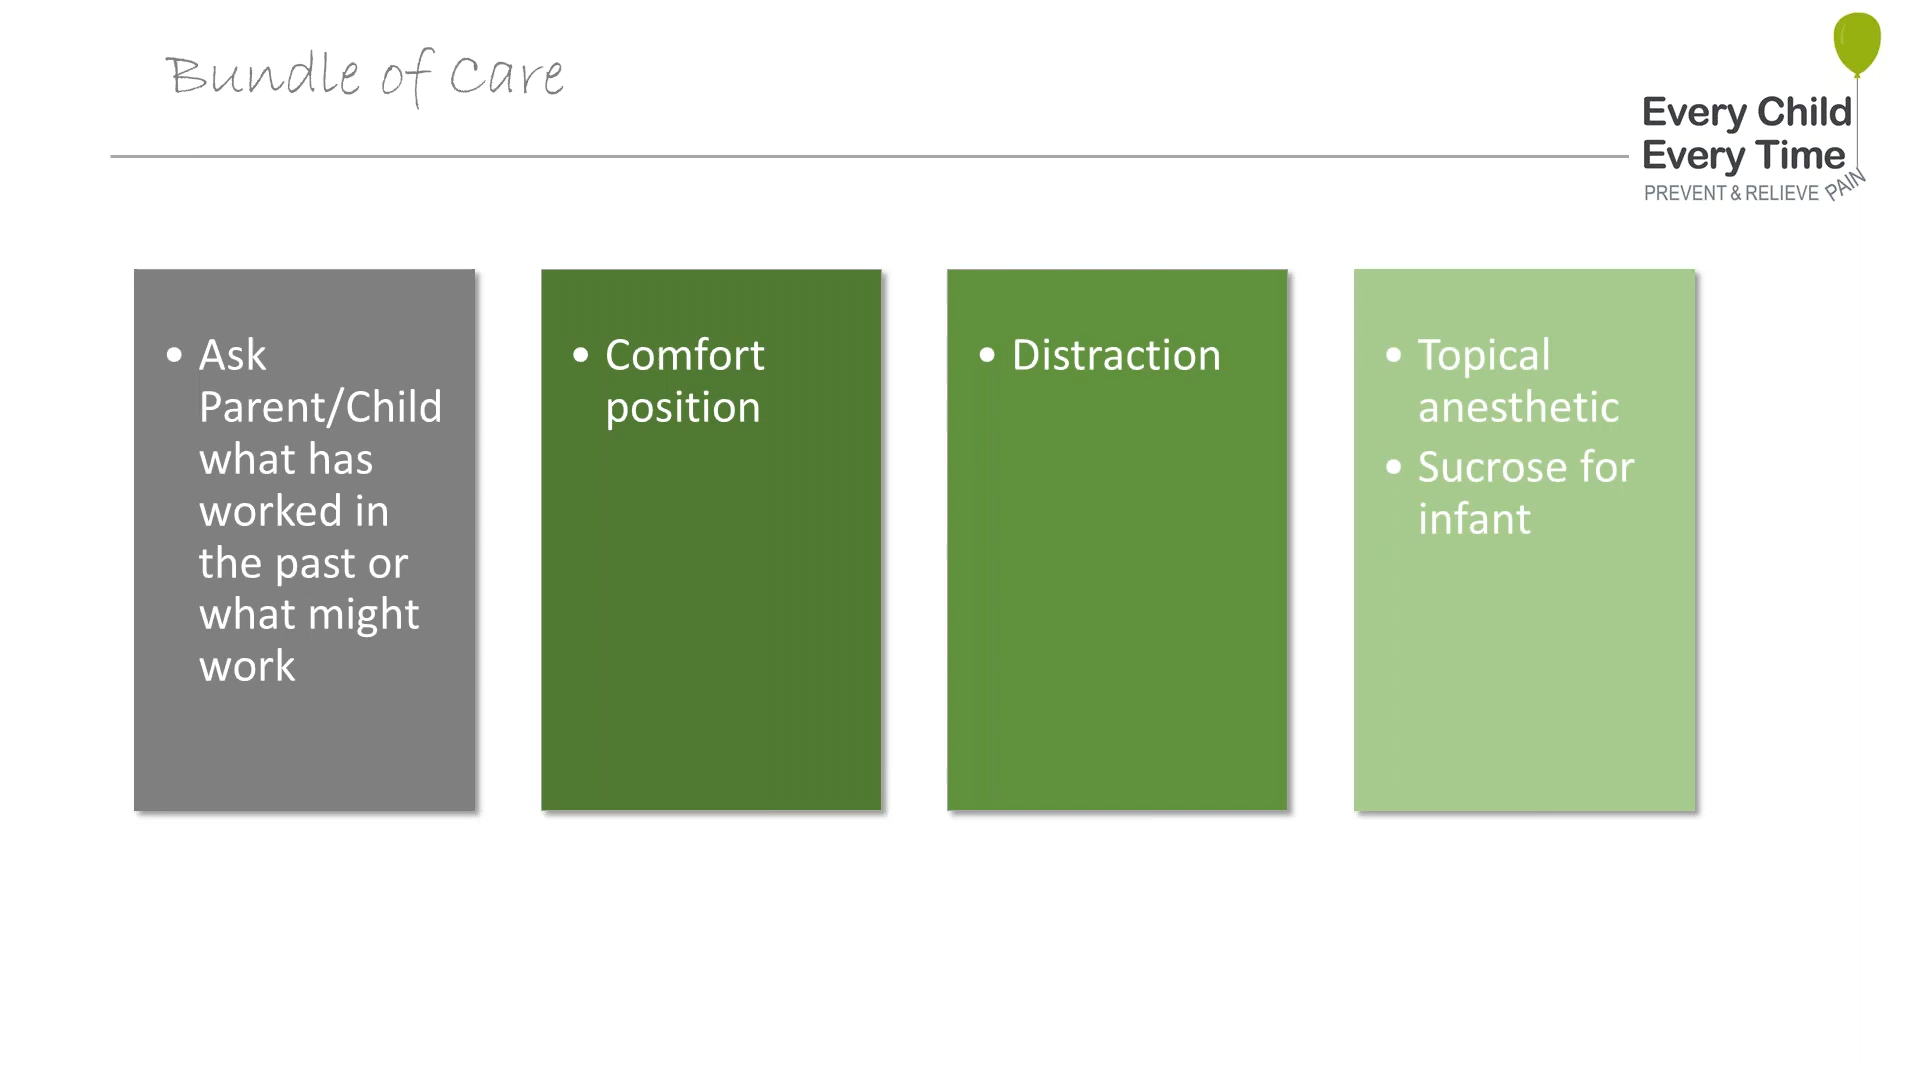 Bundle of Care
Every Child
Every Time
PREVENT & RELIEVE PAIN
• Ask
Parent/Child
what has
worked in
the past or
what might
work
• Comfort
position
• Distraction
• Topical
anesthetic
• Sucrose for
infant